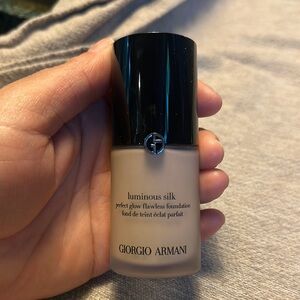 luminous silk
perfect glow flawless foundation
fond de teint éclat parfait
GIORGIO ARMANI